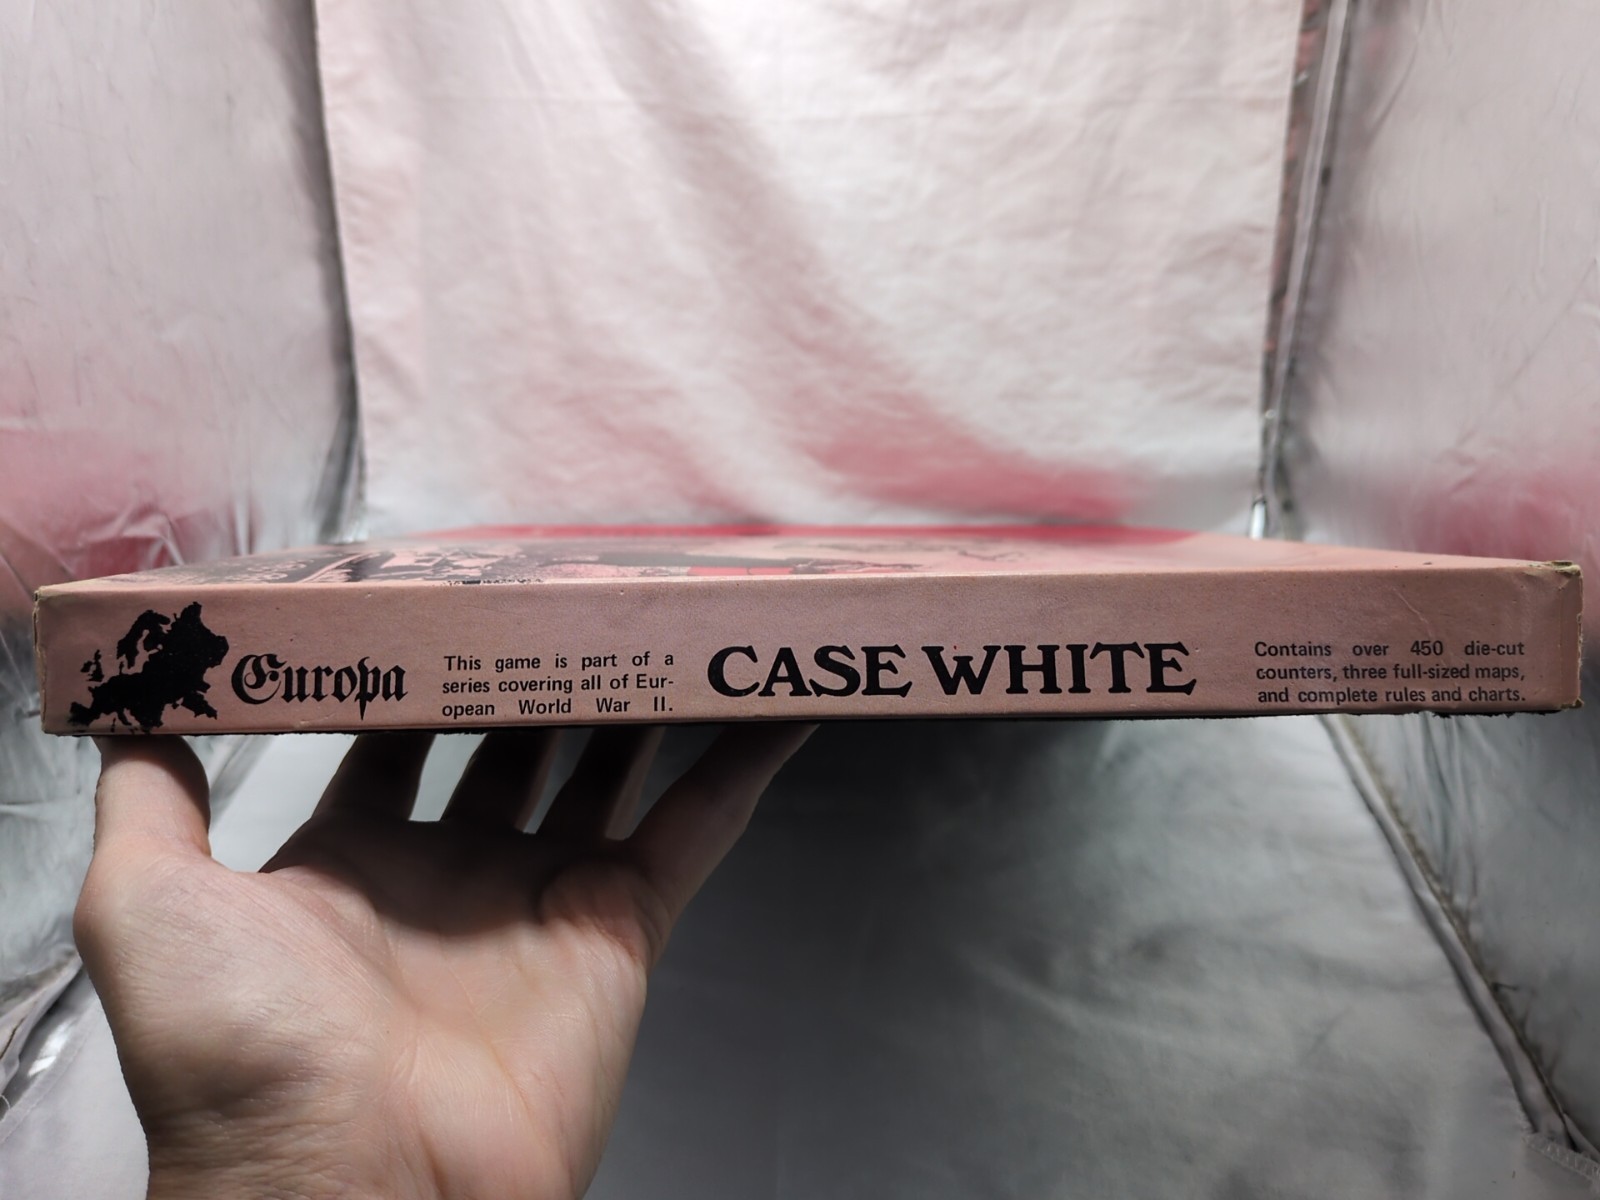 Europa
This game is part of a
series covering all of Eur-
opean World War II.
CASE WHITE
Contains over 450 die-cut
counters, three full-sized maps,
and complete rules and charts.